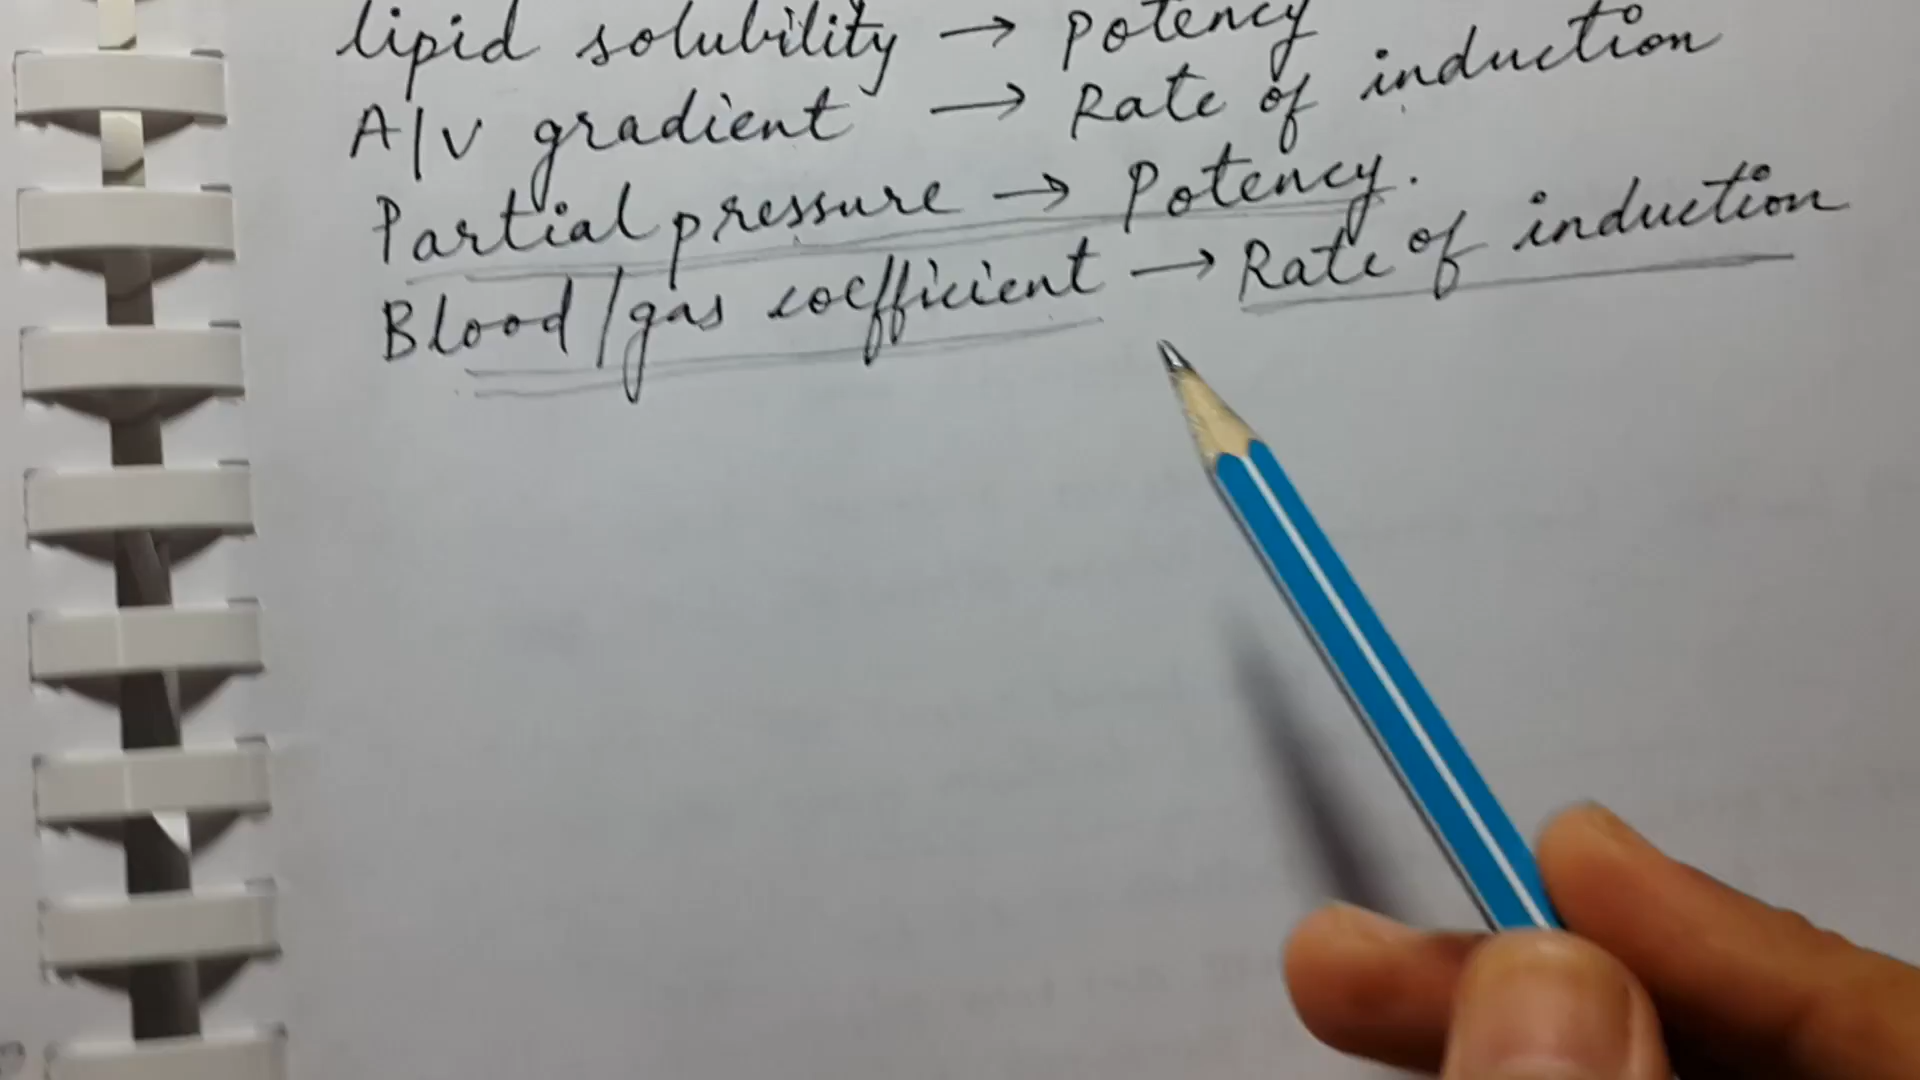 lipid solubility → Potency
A/V gradient → Rate of induction
Partial pressure → Potency.
Blood/gas coefficient → Rate of induction